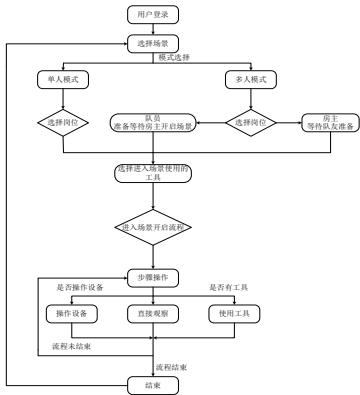 用户登录
选择场景
模式选择
单人模式
多人模式
选择岗位
队员
准备等待房主开启场景
选择岗位
房主
等待队友准备
选择进入场景使用的
工具
进入场景开启流程
步骤操作
是否操作设备
是否有工具
操作设备
直接观察
使用工具
流程未结束
流程结束
结束